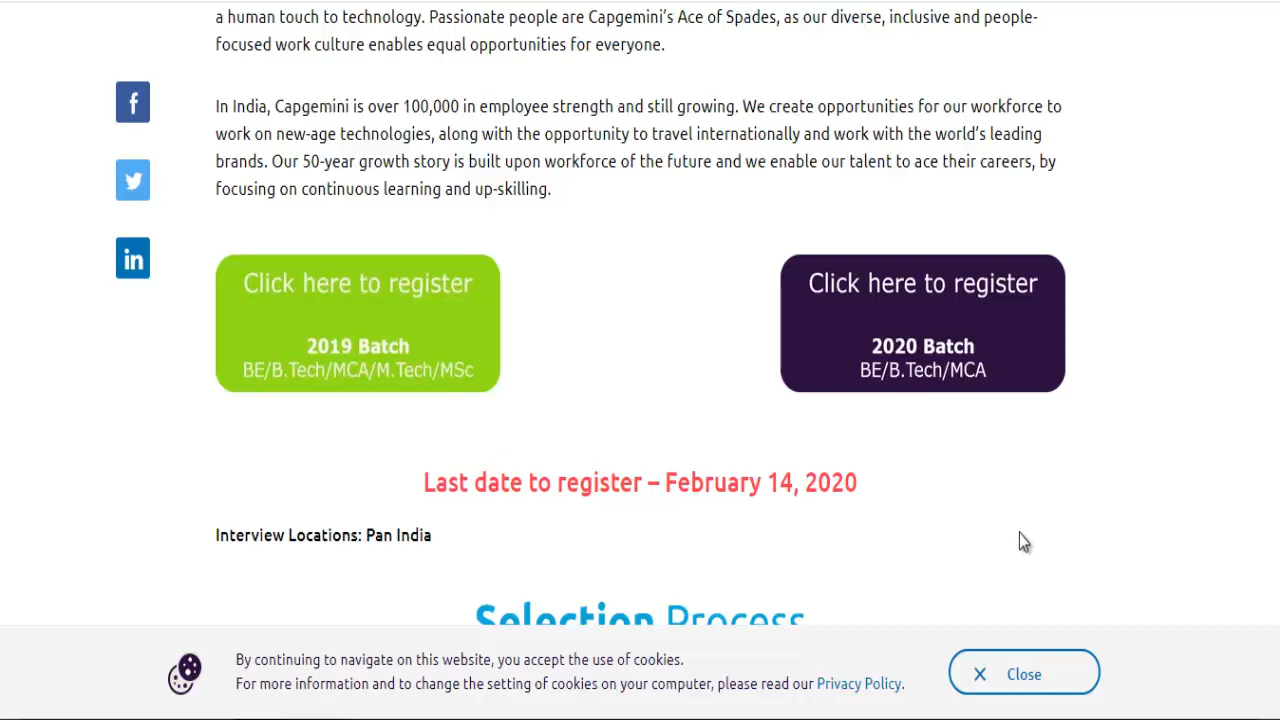 a human touch to technology. Passionate people are Capgemini’s Ace of Spades, as our diverse, inclusive and people-
focused work culture enables equal opportunities for everyone.
In India, Capgemini is over 100,000 in employee strength and still growing. We create opportunities for our workforce to
work on new-age technologies, along with the opportunity to travel internationally and work with the world’s leading
brands. Our 50-year growth story is built upon workforce of the future and we enable our talent to ace their careers, by
focusing on continuous learning and up-skilling.
f
in
Click here to register
2019 Batch
BE/B.Tech/MCA/M.Tech/MSc
Click here to register
2020 Batch
BE/B.Tech/MCA
Last date to register – February 14, 2020
Interview Locations: Pan India
Selection Process
By continuing to navigate on this website, you accept the use of cookies.
For more information and to change the setting of cookies on your computer, please read our Privacy Policy.
X Close